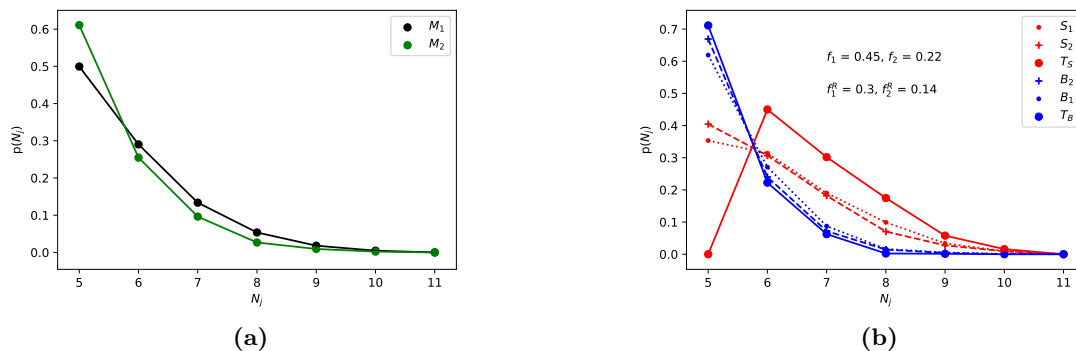 0.6
0.5
0.4
0.3
0.2
0.1
0.0
p(N_j)
5 6 7 8 9 10 11
N_j
M_1
M_2
(a)
0.7
0.6
0.5
0.4
0.3
0.2
0.1
0.0
p(N_j)
5 6 7 8 9 10 11
N_j
f_1 = 0.45, f_2 = 0.22
f_1^R = 0.3, f_2^R = 0.14
S_1
S_2
T_S
B_2
B_1
T_B
(b)